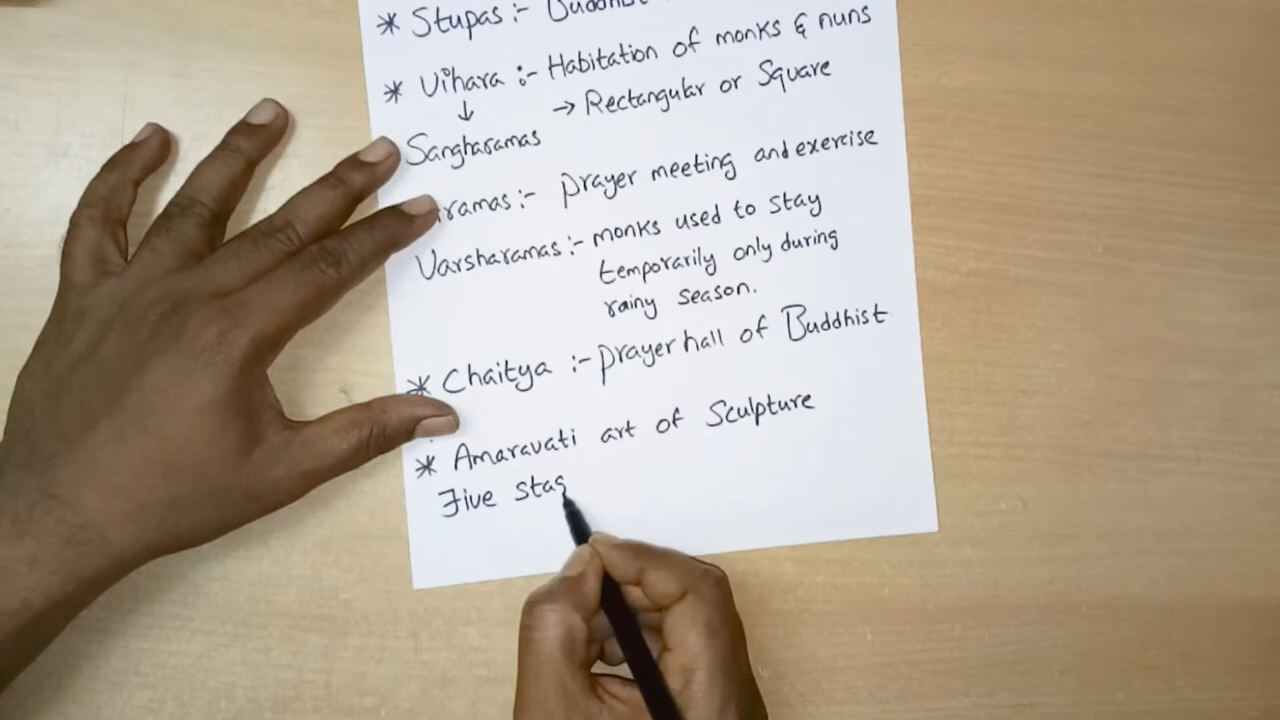 * Stupas :- Buddhist
* Vihara :- Habitation of monks & nuns
↓ → Rectangular or Square
Sangharamas
ramas :- prayer meeting and exercise
Varsharamas :- monks used to stay
temporarily only during
rainy season.
* Chaitya :- prayer hall of Buddhist
* Amaravati art of Sculpture
Five stag